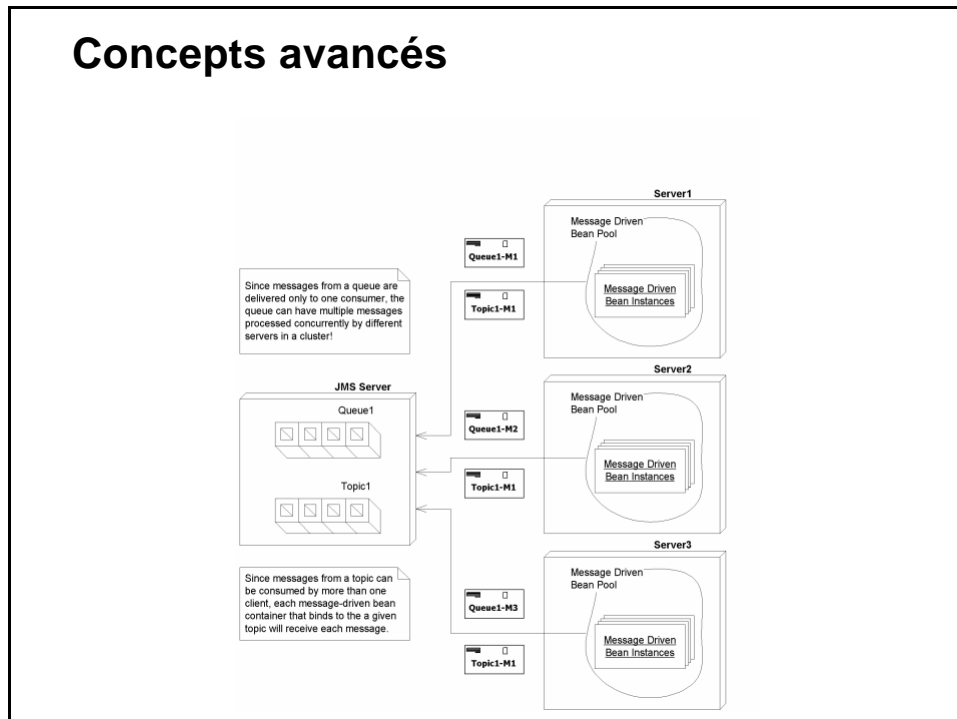 Concepts avancés
Server1
Message Driven
Bean Pool
Queue1-M1
Message Driven
Bean Instances
Topic1-M1
Since messages from a queue are
delivered only to one consumer, the
queue can have multiple messages
processed concurrently by different
servers in a cluster!
Server2
JMS Server
Message Driven
Bean Pool
Queue1
Queue1-M2
Message Driven
Bean Instances
Topic1-M1
Topic1
Server3
Since messages from a topic can
be consumed by more than one
client, each message-driven bean
container that binds to the a given
topic will receive each message.
Message Driven
Bean Pool
Queue1-M3
Message Driven
Bean Instances
Topic1-M1